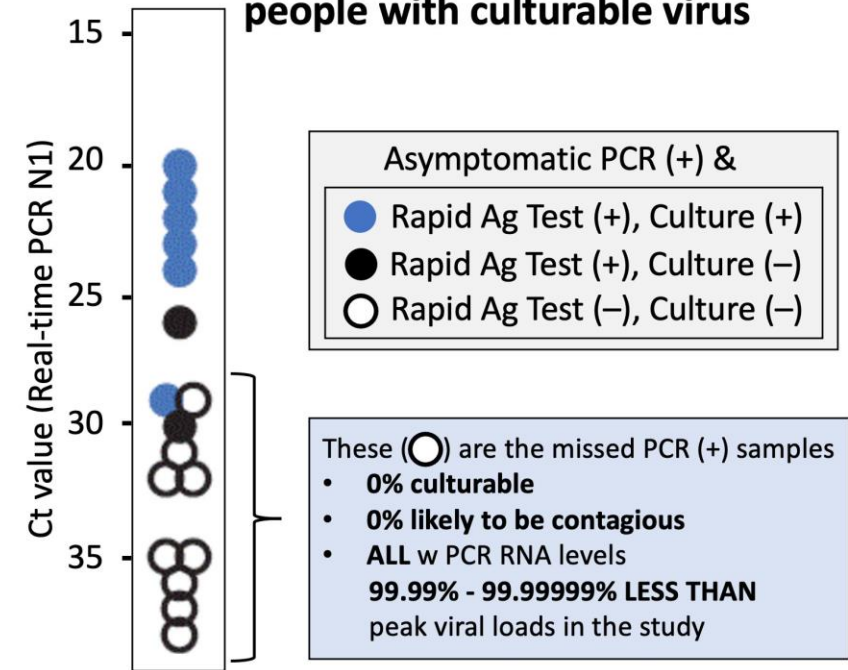 people with culturable virus
Ct value (Real-time PCR N1)
15
20
25
30
35
Asymptomatic PCR (+) &
Rapid Ag Test (+), Culture (+)
Rapid Ag Test (+), Culture (–)
Rapid Ag Test (–), Culture (–)
These ( ) are the missed PCR (+) samples
• 0% culturable
• 0% likely to be contagious
• ALL w PCR RNA levels
99.99% - 99.99999% LESS THAN
peak viral loads in the study